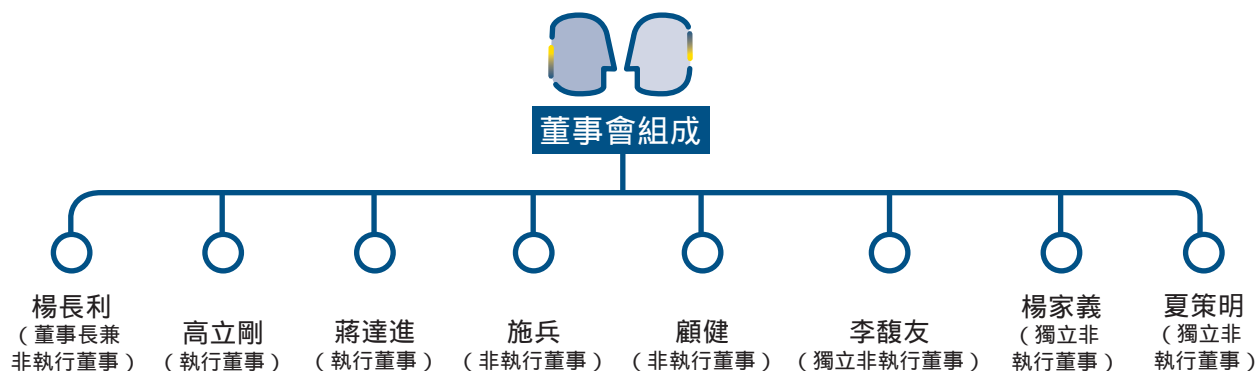 董事會組成
楊長利
（董事長兼
非執行董事）
高立剛
（執行董事）
蔣達進
（執行董事）
施兵
（非執行董事）
顧健
（非執行董事）
李馥友
（獨立非執行董事）
楊家義
（獨立非
執行董事）
夏策明
（獨立非
執行董事）